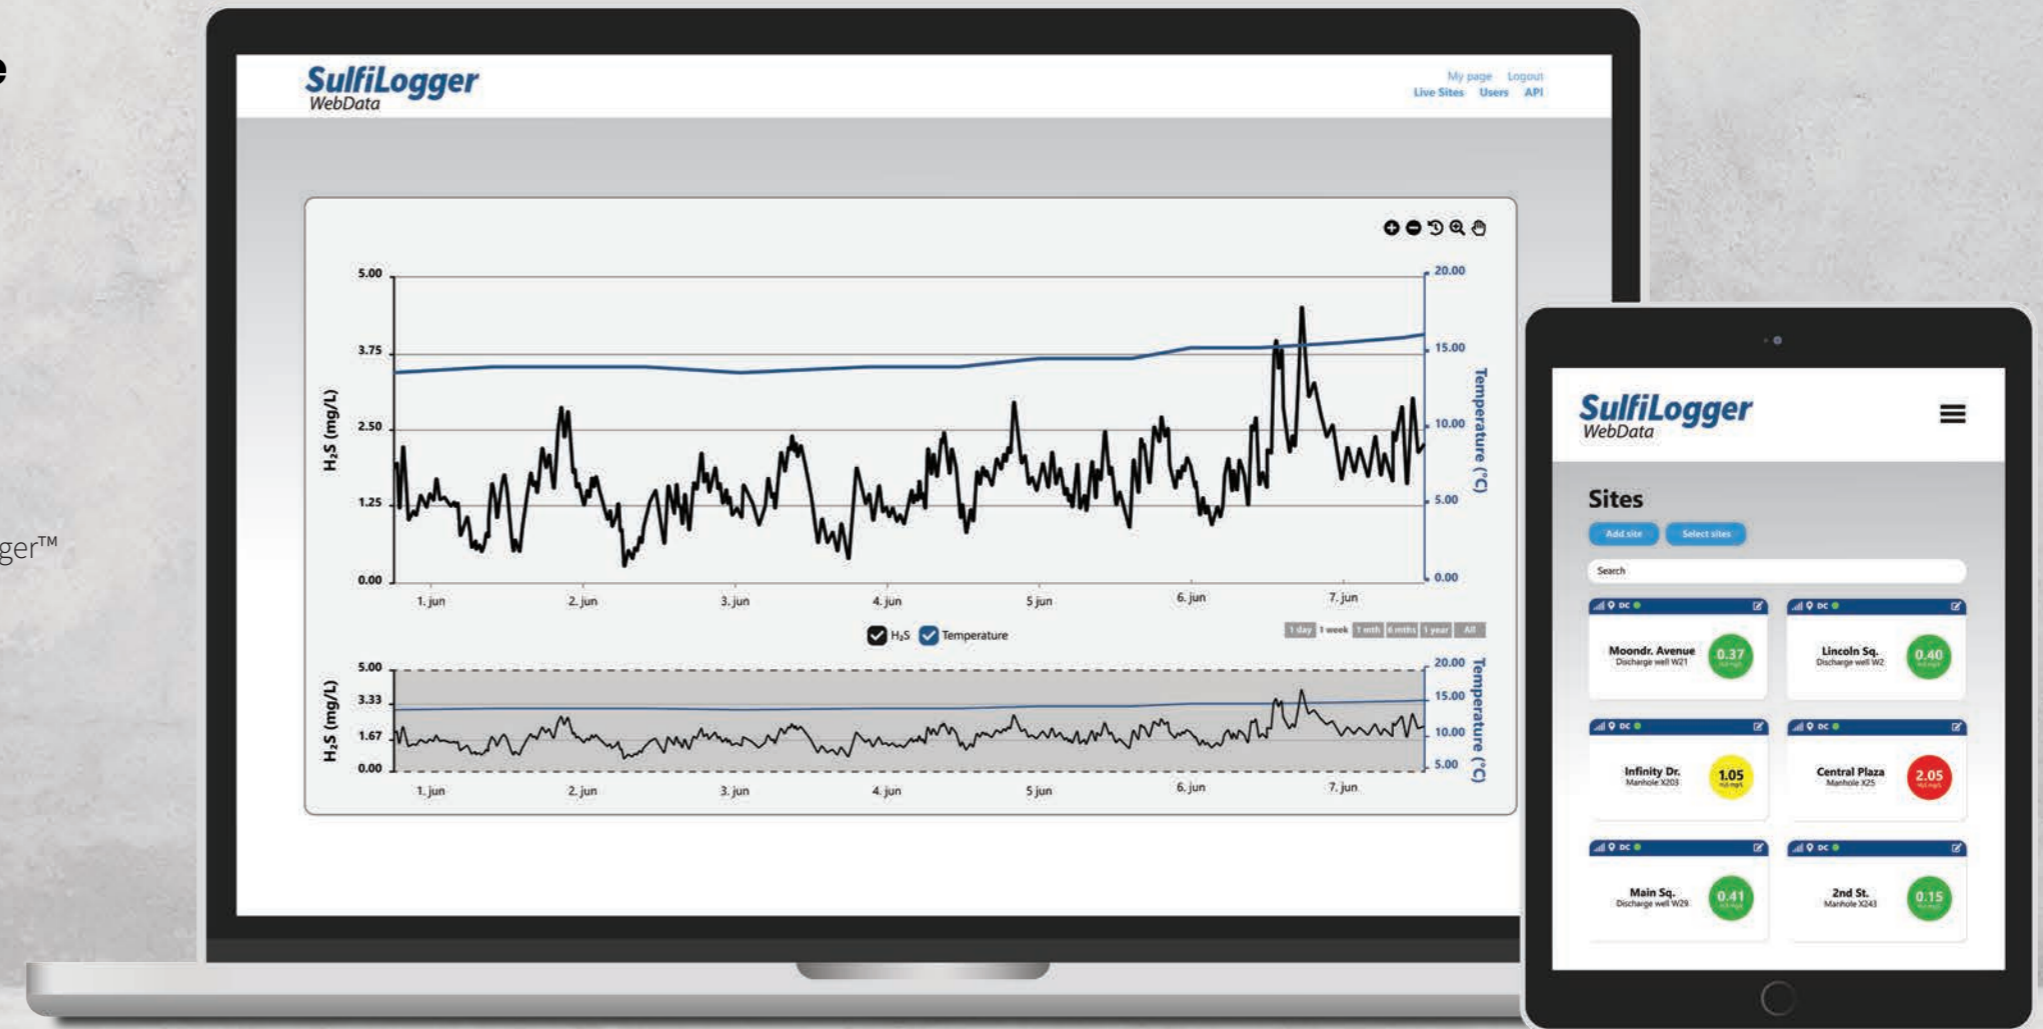 e
ger™
SulfiLogger
WebData
My page Logout
Live Sites Users API
5.00
3.75
2.50
1.25
0.00
H₂S (mg/L)
20.00
15.00
10.00
5.00
0.00
Temperature (°C)
1. jun 2. jun 3. jun 4. jun 5 jun 6. jun 7. jun
H₂S Temperature
1 day 1 week 1 mth 6 mths 1 year All
5.00
3.33
1.67
0.00
H₂S (mg/L)
20.00
15.00
10.00
5.00
Temperature (°C)
1. jun 2. jun 3. jun 4. jun 5 jun 6. jun 7. jun
SulfiLogger
WebData
Sites
Add site Select sites
Search
DC
Moondr. Avenue
Discharge well W21
0.37
DC
Lincoln Sq.
Discharge well W2
0.40
DC
Infinity Dr.
Manhole X203
1.05
DC
Central Plaza
Manhole X25
2.05
DC
Main Sq.
Discharge well W29
0.41
DC
2nd St.
Manhole X243
0.15